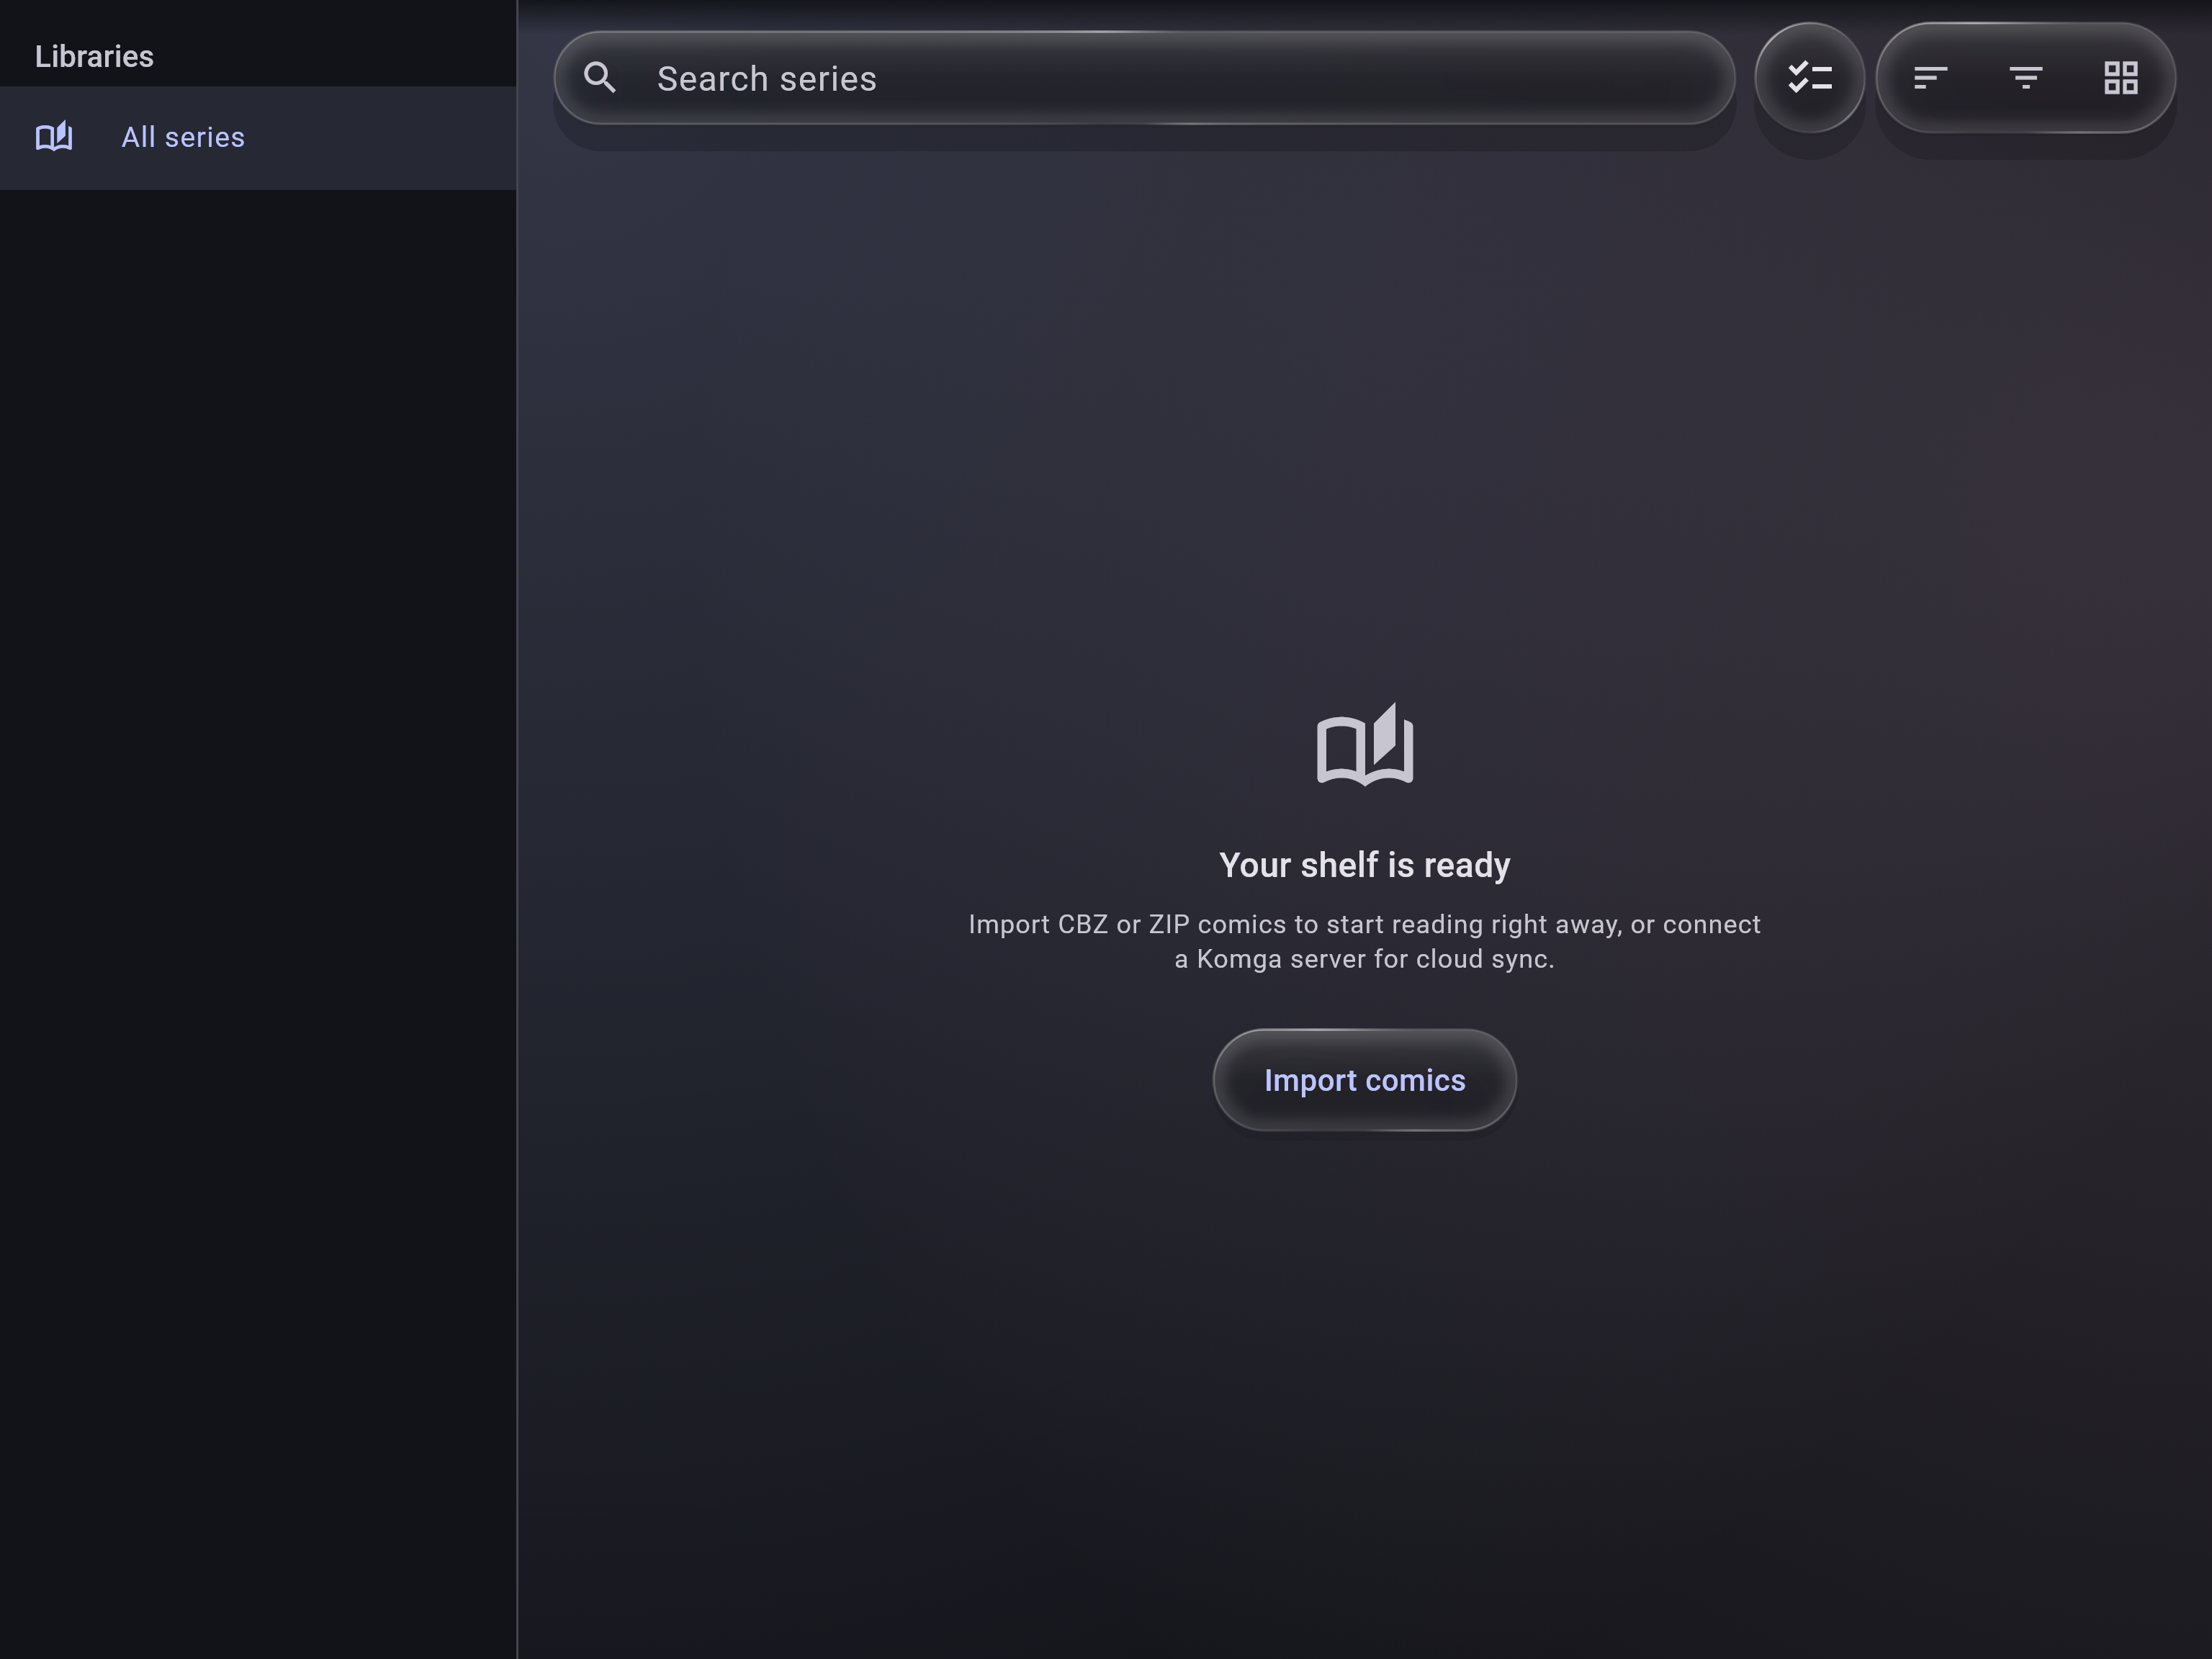 Libraries
All series
Search series
Your shelf is ready
Import CBZ or ZIP comics to start reading right away, or connect
a Komga server for cloud sync.
Import comics